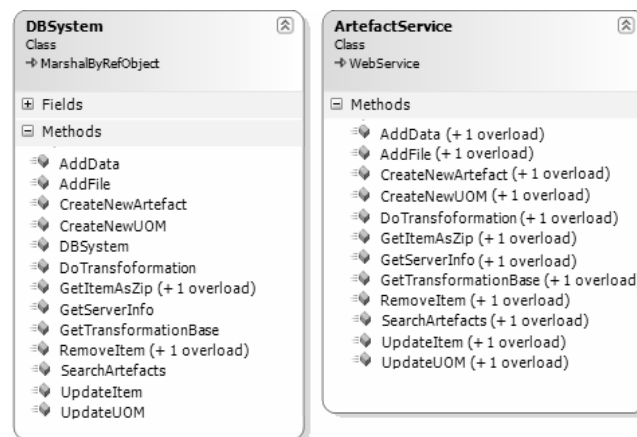 DBSystem
Class
MarshalByRefObject
Fields
Methods
AddData
AddFile
CreateNewArtefact
CreateNewUOM
DBSystem
DoTransfoformation
GetItemAsZip (+ 1 overload)
GetServerInfo
GetTransformationBase
RemoveItem (+ 1 overload)
SearchArtefacts
UpdateItem
UpdateUOM
ArtefactService
Class
WebService
Methods
AddData (+ 1 overload)
AddFile (+ 1 overload)
CreateNewArtefact (+ 1 overload)
CreateNewUOM (+ 1 overload)
DoTransfoformation (+ 1 overload)
GetItemAsZip (+ 1 overload)
GetServerInfo (+ 1 overload)
GetTransformationBase (+ 1 overload
RemoveItem (+ 1 overload)
SearchArtefacts (+ 1 overload)
UpdateItem (+ 1 overload)
UpdateUOM (+ 1 overload)